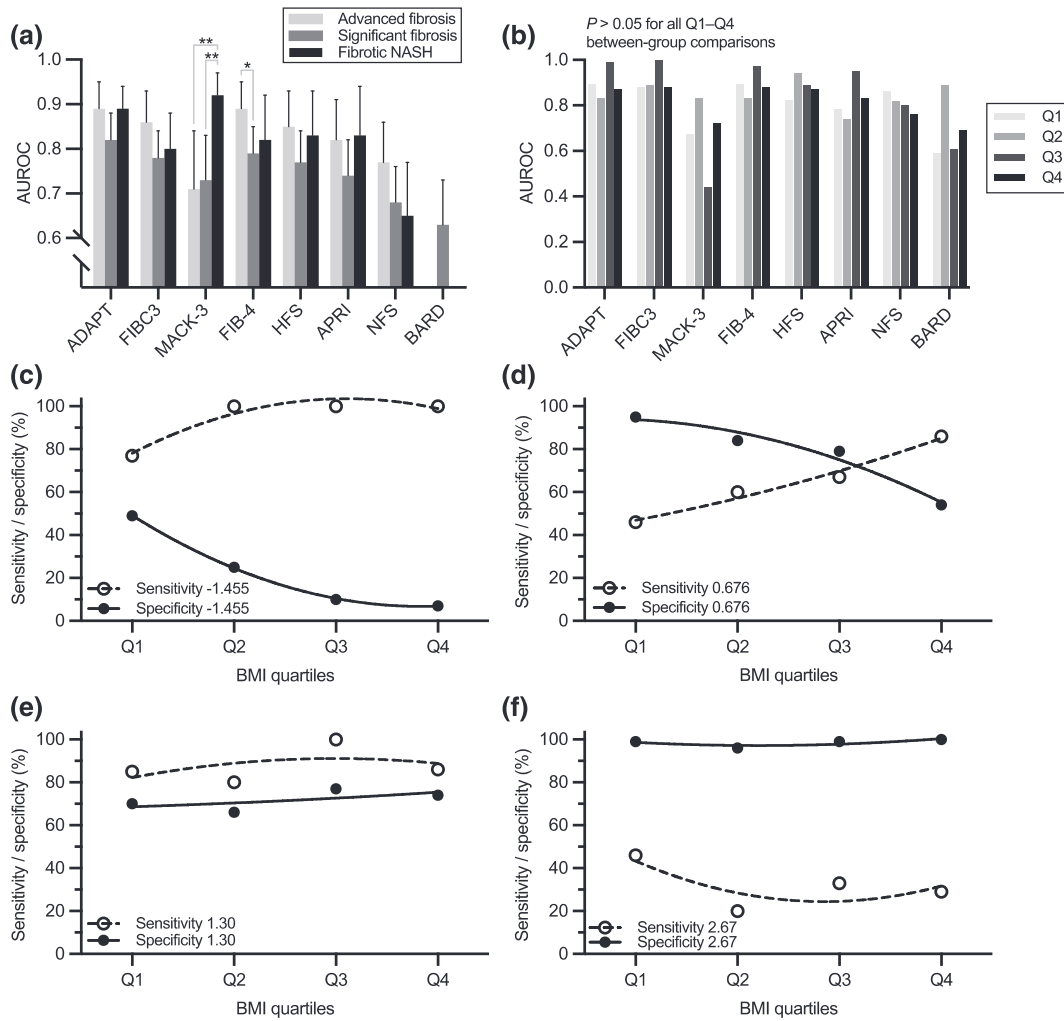 (a)
Advanced fibrosis
Significant fibrosis
Fibrotic NASH
**
**
*
1.0
0.9
0.8
0.7
0.6
AUROC
ADAPT
FIBC3
MACK-3
FIB-4
HFS
APRI
NFS
BARD
(b)
P > 0.05 for all Q1–Q4
between-group comparisons
1.0
0.8
0.6
0.4
0.2
0.0
AUROC
Q1
Q2
Q3
Q4
ADAPT
FIBC3
MACK-3
FIB-4
HFS
APRI
NFS
BARD
(c)
100
80
60
40
20
0
Sensitivity / specificity (%)
Sensitivity -1.455
Specificity -1.455
Q1
Q2
Q3
Q4
BMI quartiles
(d)
100
80
60
40
20
0
Sensitivity / specificity (%)
Sensitivity 0.676
Specificity 0.676
Q1
Q2
Q3
Q4
BMI quartiles
(e)
100
80
60
40
20
0
Sensitivity / specificity (%)
Sensitivity 1.30
Specificity 1.30
Q1
Q2
Q3
Q4
BMI quartiles
(f)
100
80
60
40
20
0
Sensitivity / specificity (%)
Sensitivity 2.67
Specificity 2.67
Q1
Q2
Q3
Q4
BMI quartiles